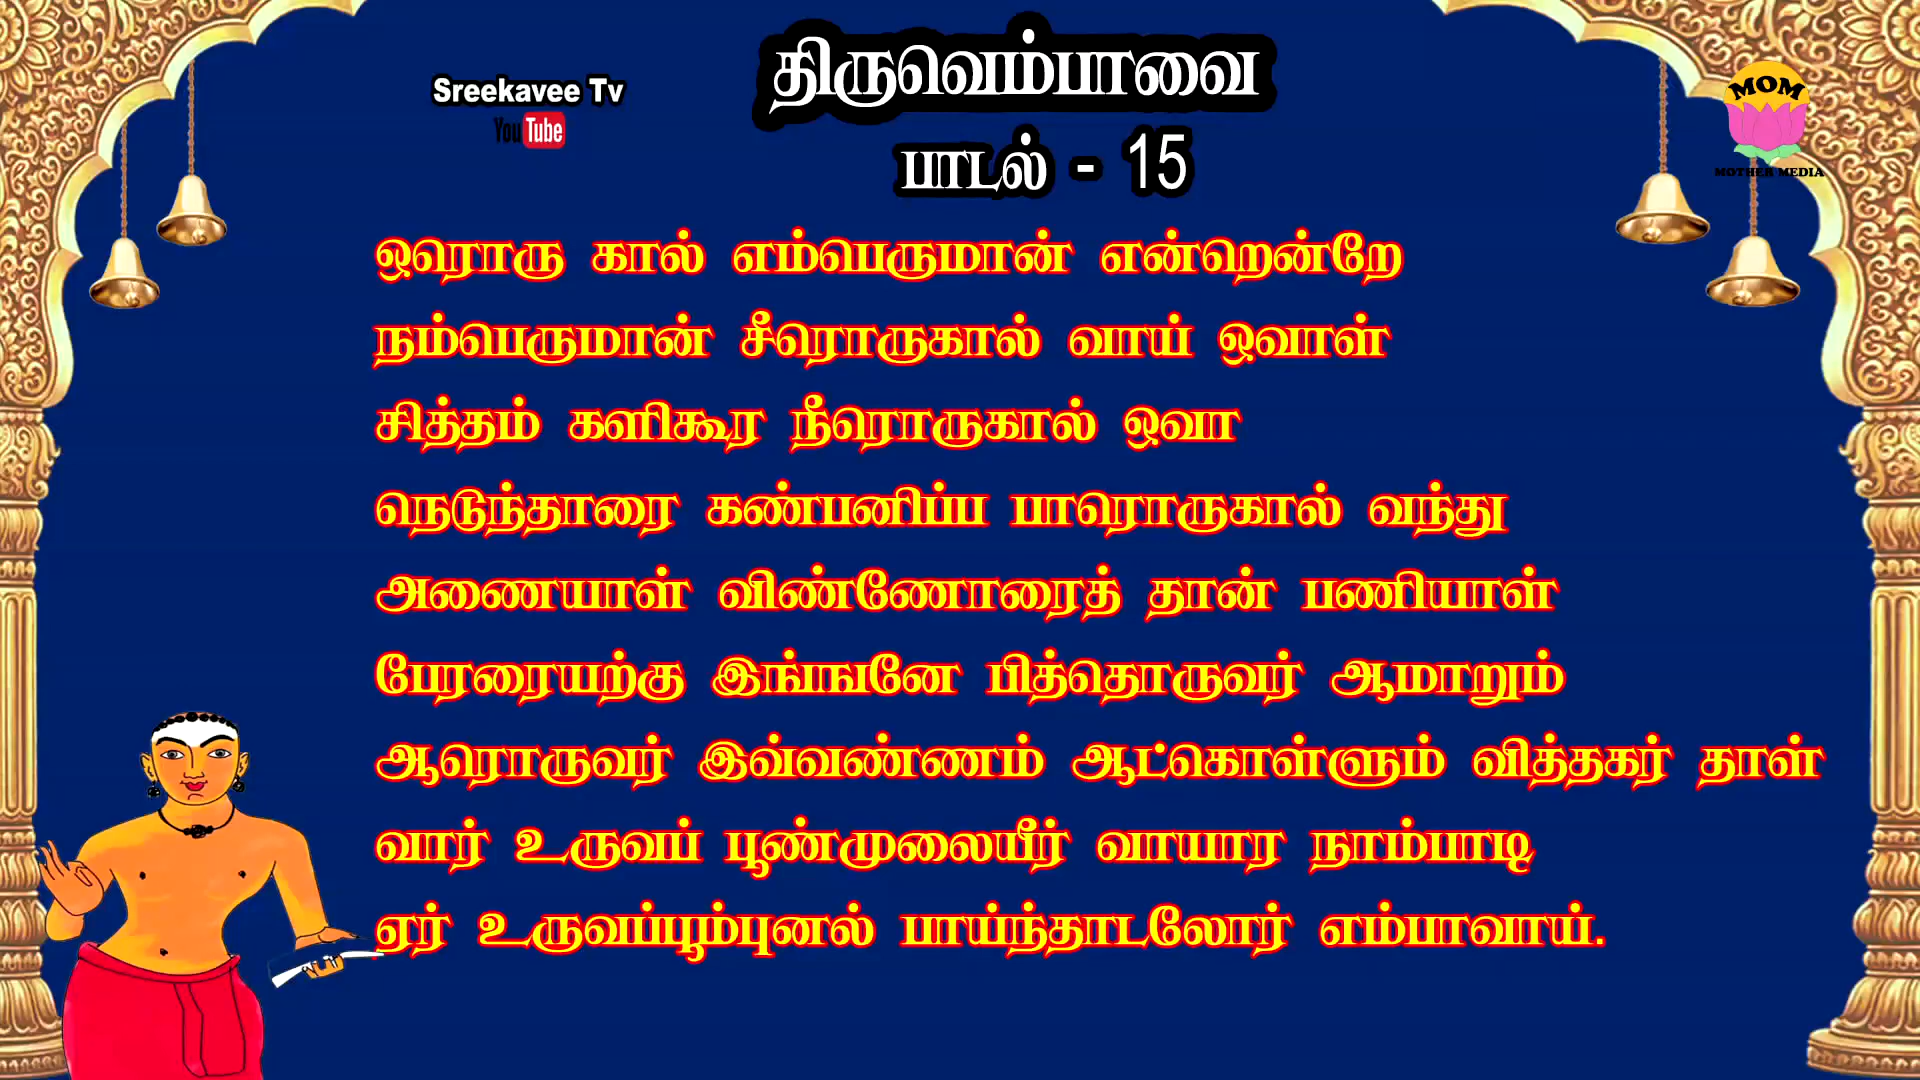 Sreekavee Tv
YouTube
திருவெம்பாவை
பாடல் - 15
MOM
MOTHER MEDIA
ஓரொரு கால் எம்பெருமான் என்றென்றே
நம்பெருமான் சீரொருகால் வாய் ஓவாள்
சித்தம் களிகூர நீரொருகால் ஓவா
நெடுந்தாரை கண்பனிப்ப பாரொருகால் வந்து
அணையாள் விண்ணோரைத் தான் பணியாள்
பேரரையற்கு இங்ஙனே பித்தொருவர் ஆமாறும்
ஆரொருவர் இவ்வண்ணம் ஆட்கொள்ளும் வித்தகர் தாள்
வார் உருவப் பூண்முலையீர் வாயார நாம்பாடி
ஏர் உருவப்பூம்புனல் பாய்ந்தாடலோர் எம்பாவாய்.